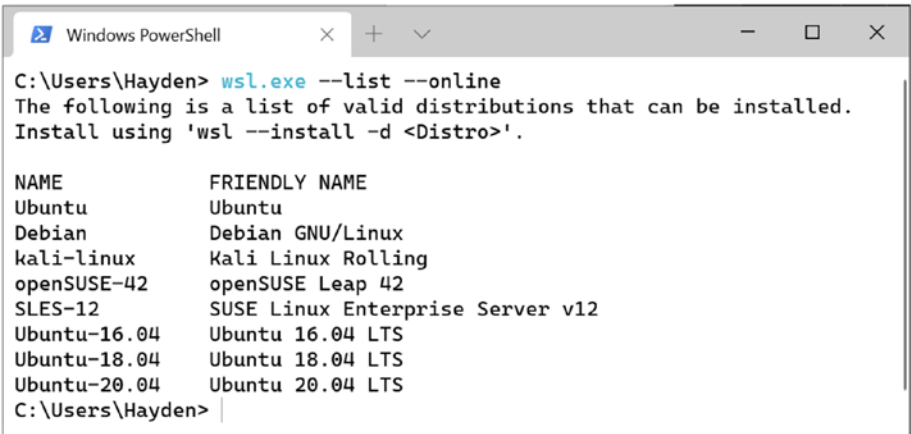 Windows PowerShell
C:\Users\Hayden> wsl.exe --list --online
The following is a list of valid distributions that can be installed.
Install using 'wsl --install -d <Distro>'.
NAME FRIENDLY NAME
Ubuntu Ubuntu
Debian Debian GNU/Linux
kali-linux Kali Linux Rolling
openSUSE-42 openSUSE Leap 42
SLES-12 SUSE Linux Enterprise Server v12
Ubuntu-16.04 Ubuntu 16.04 LTS
Ubuntu-18.04 Ubuntu 18.04 LTS
Ubuntu-20.04 Ubuntu 20.04 LTS
C:\Users\Hayden>